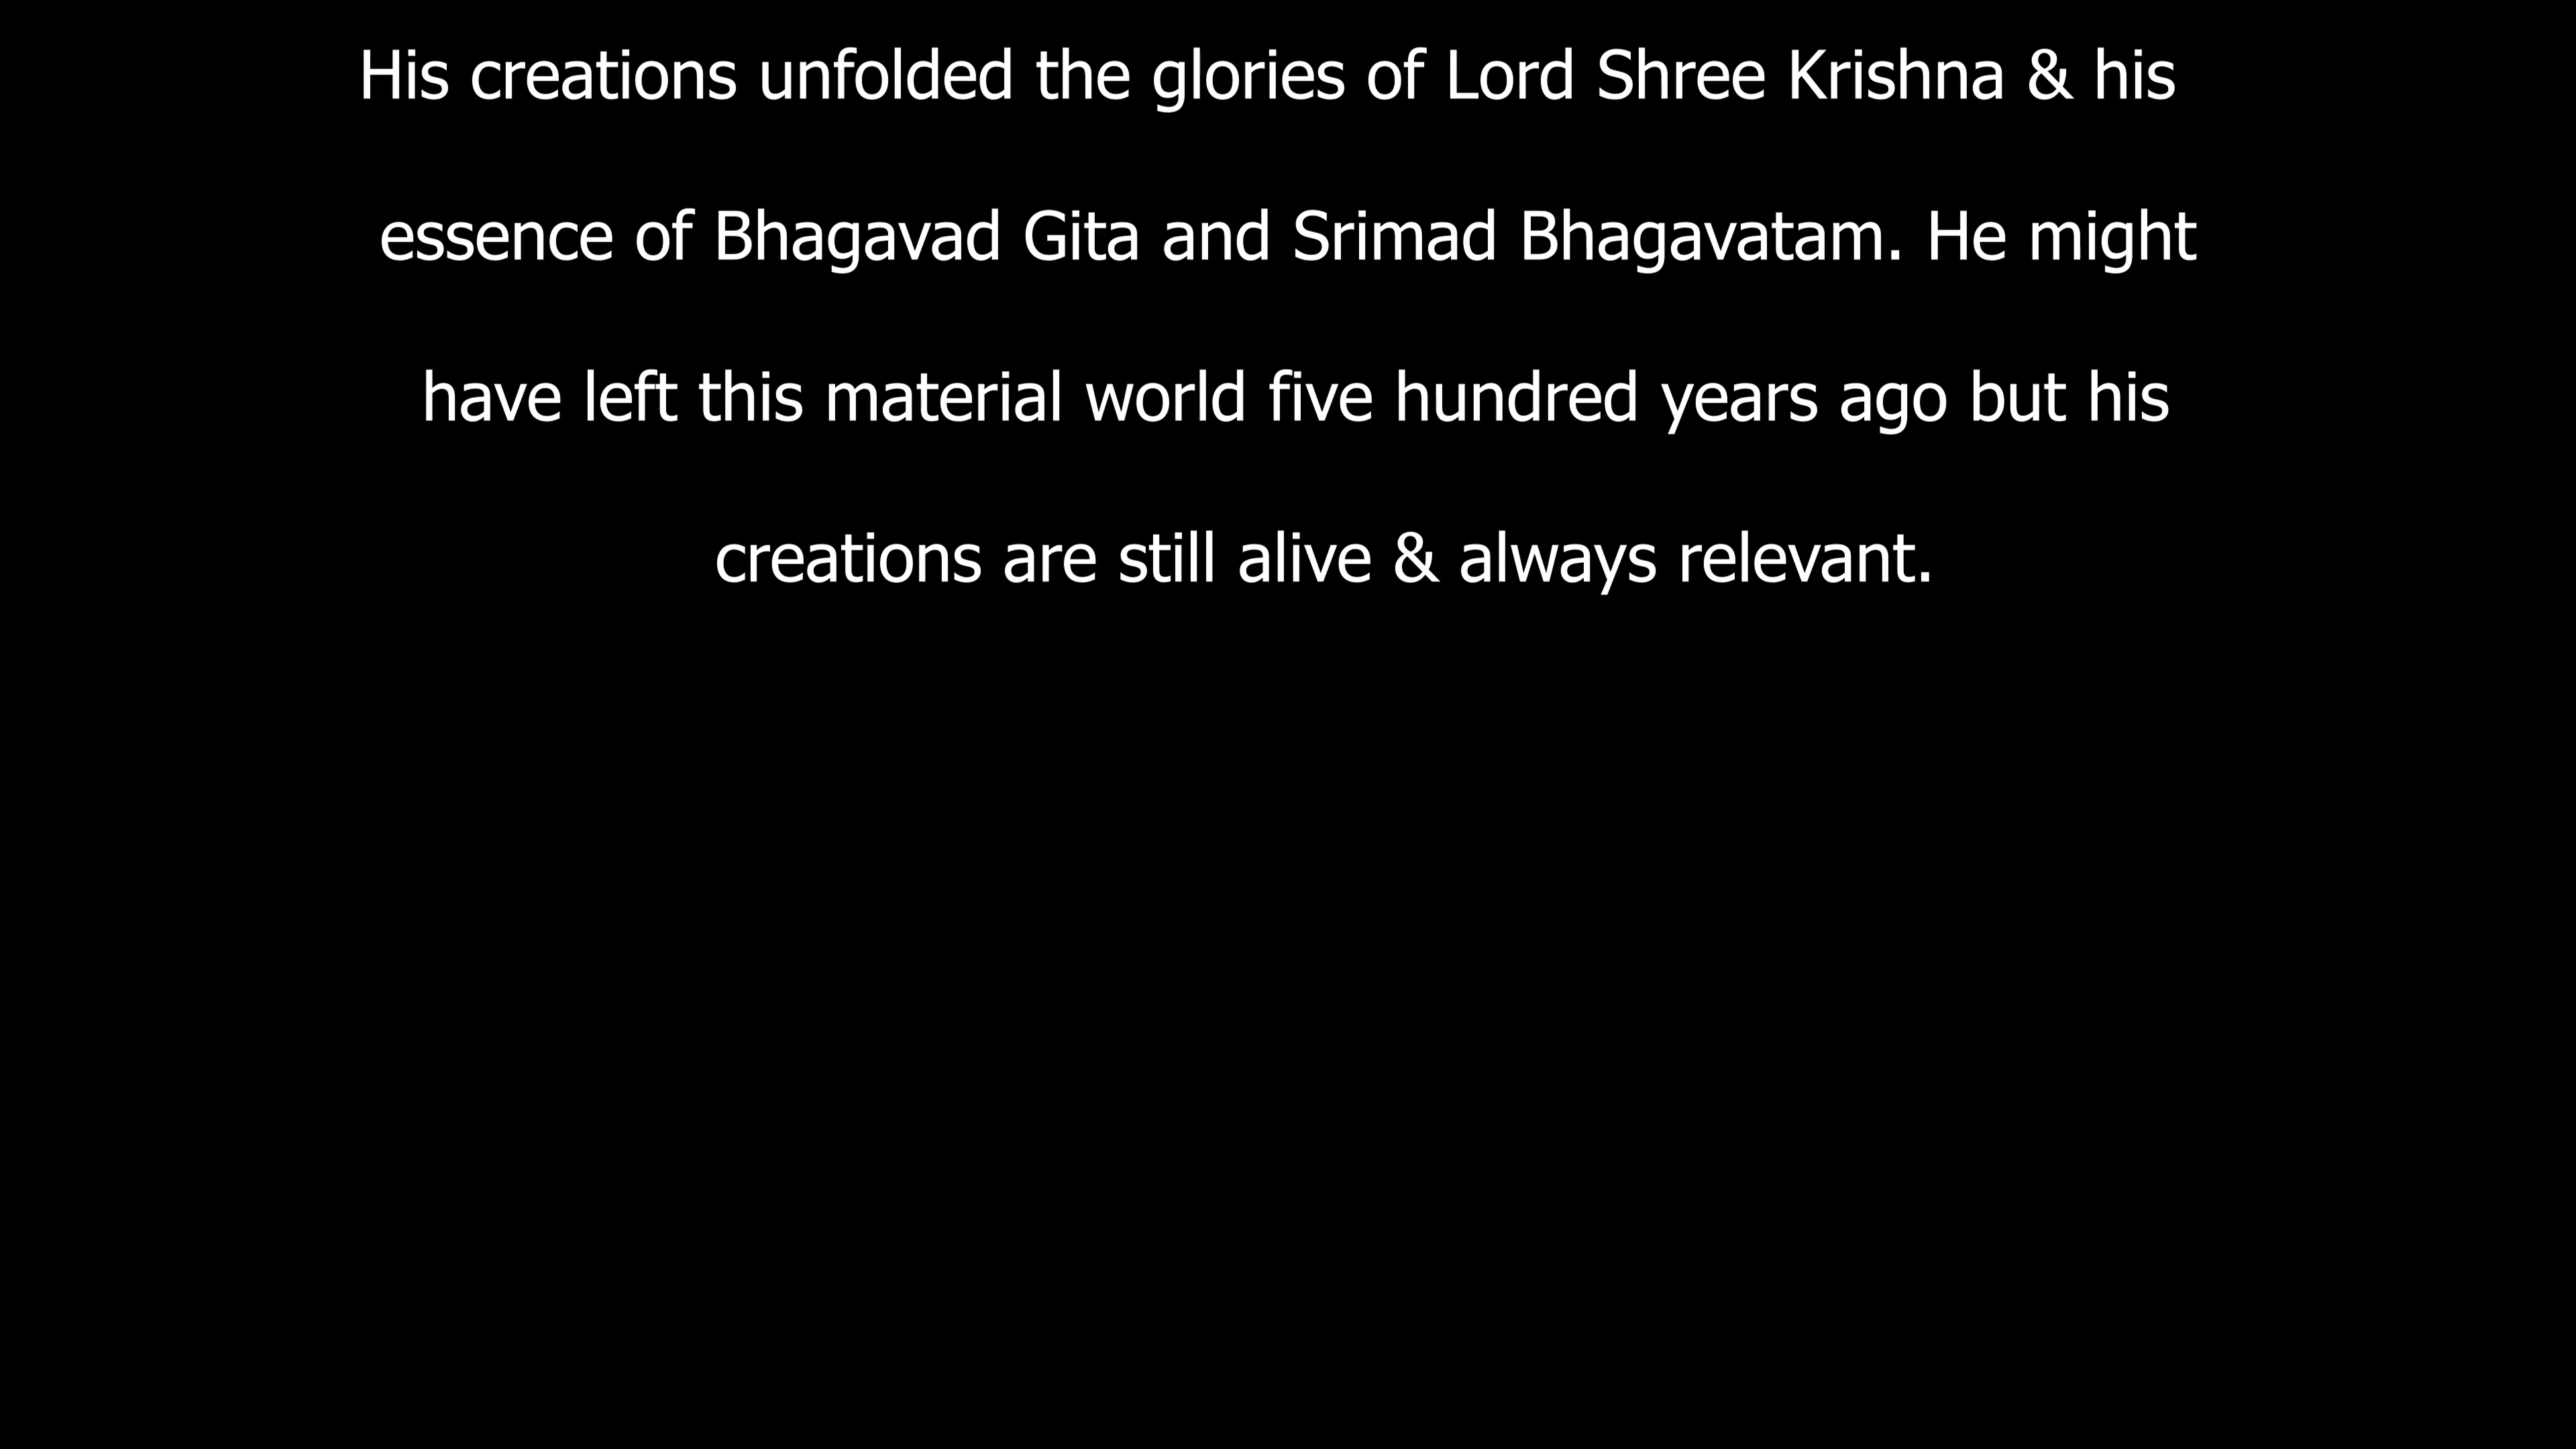 His creations unfolded the glories of Lord Shree Krishna & his
essence of Bhagavad Gita and Srimad Bhagavatam. He might
have left this material world five hundred years ago but his
creations are still alive & always relevant.